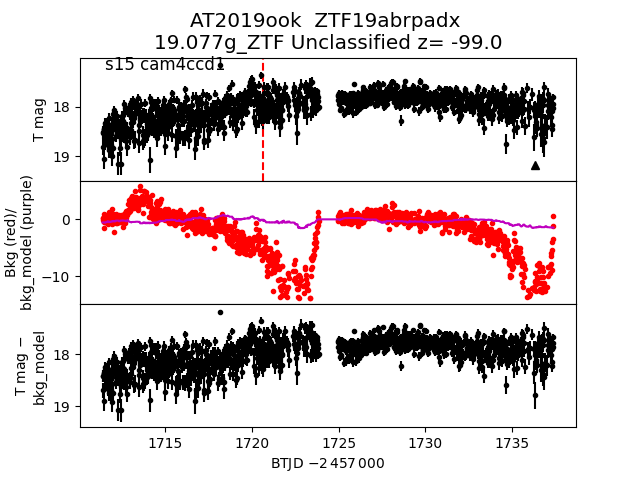 AT2019ook  ZTF19abrpadx
19.077g_ZTF Unclassified z= -99.0
s15 cam4ccd1
T mag
18
19
Bkg (red)/
bkg_model (purple)
0
−10
T mag −
bkg_model
18
19
1715 1720 1725 1730 1735
BTJD −2 457 000